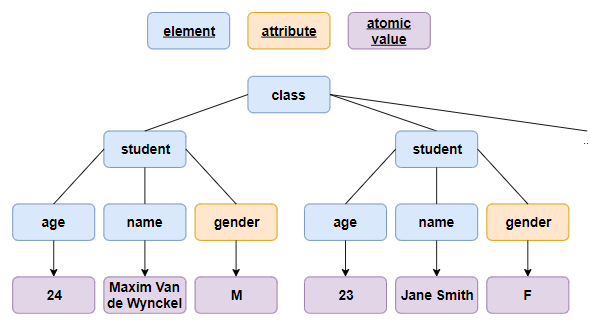 element
attribute
atomic
value
class
student
student
age
name
gender
age
name
gender
24
Maxim Van
de Wynckel
M
23
Jane Smith
F
..